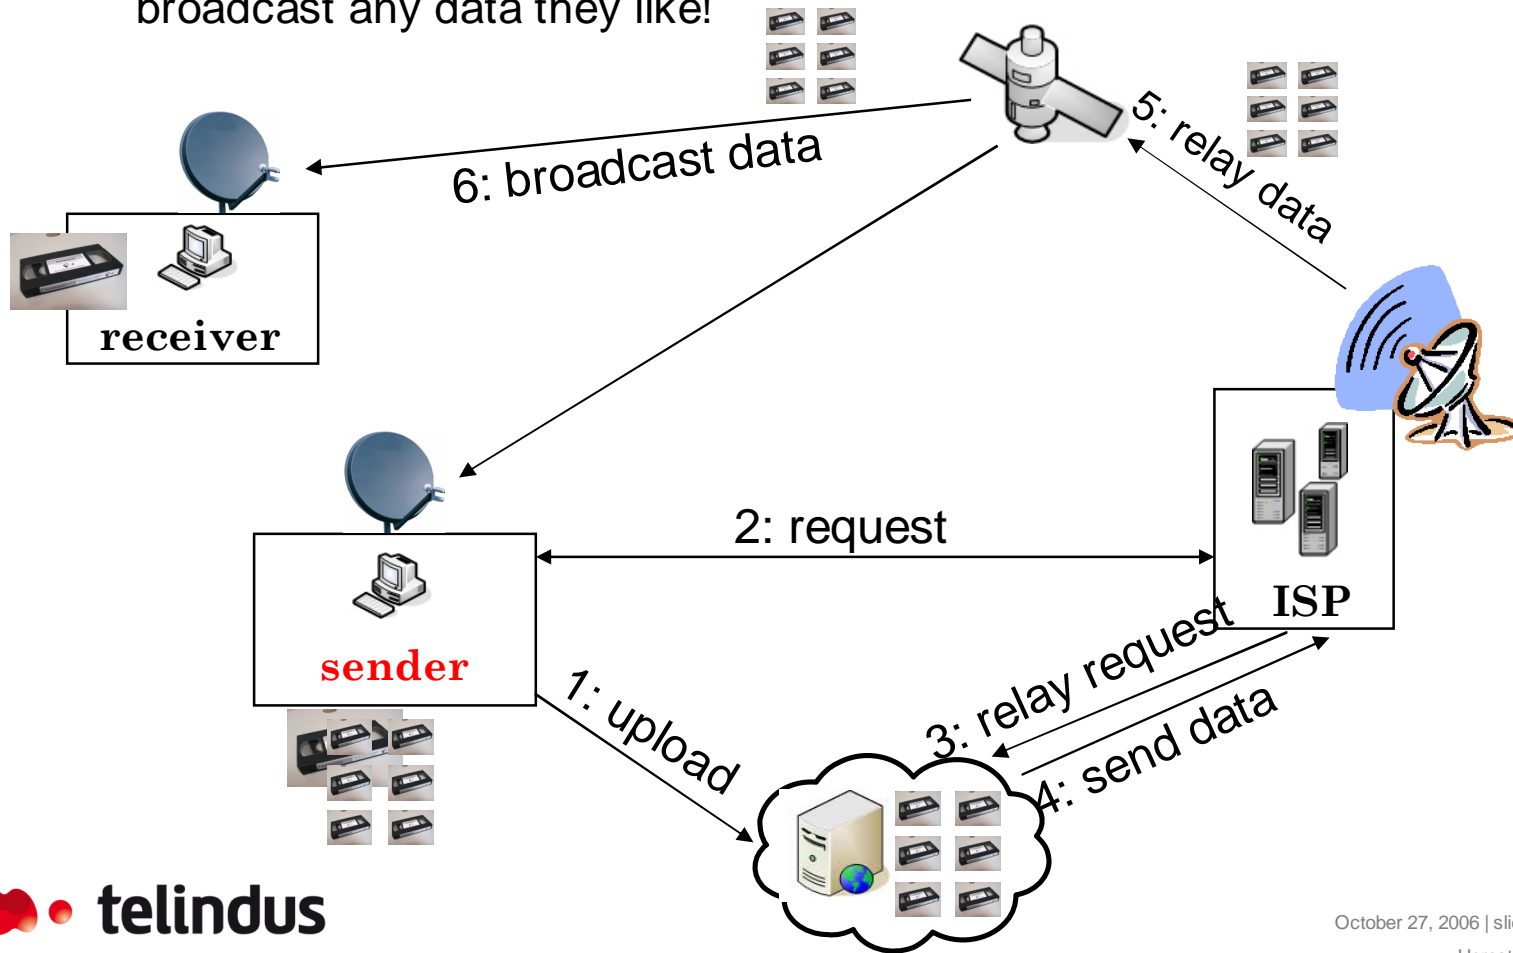 broadcast any data they like!
6: broadcast data
5: relay data
receiver
2: request
ISP
sender
3: relay request
1: upload
4: send data
telindus
October 27, 2006 |